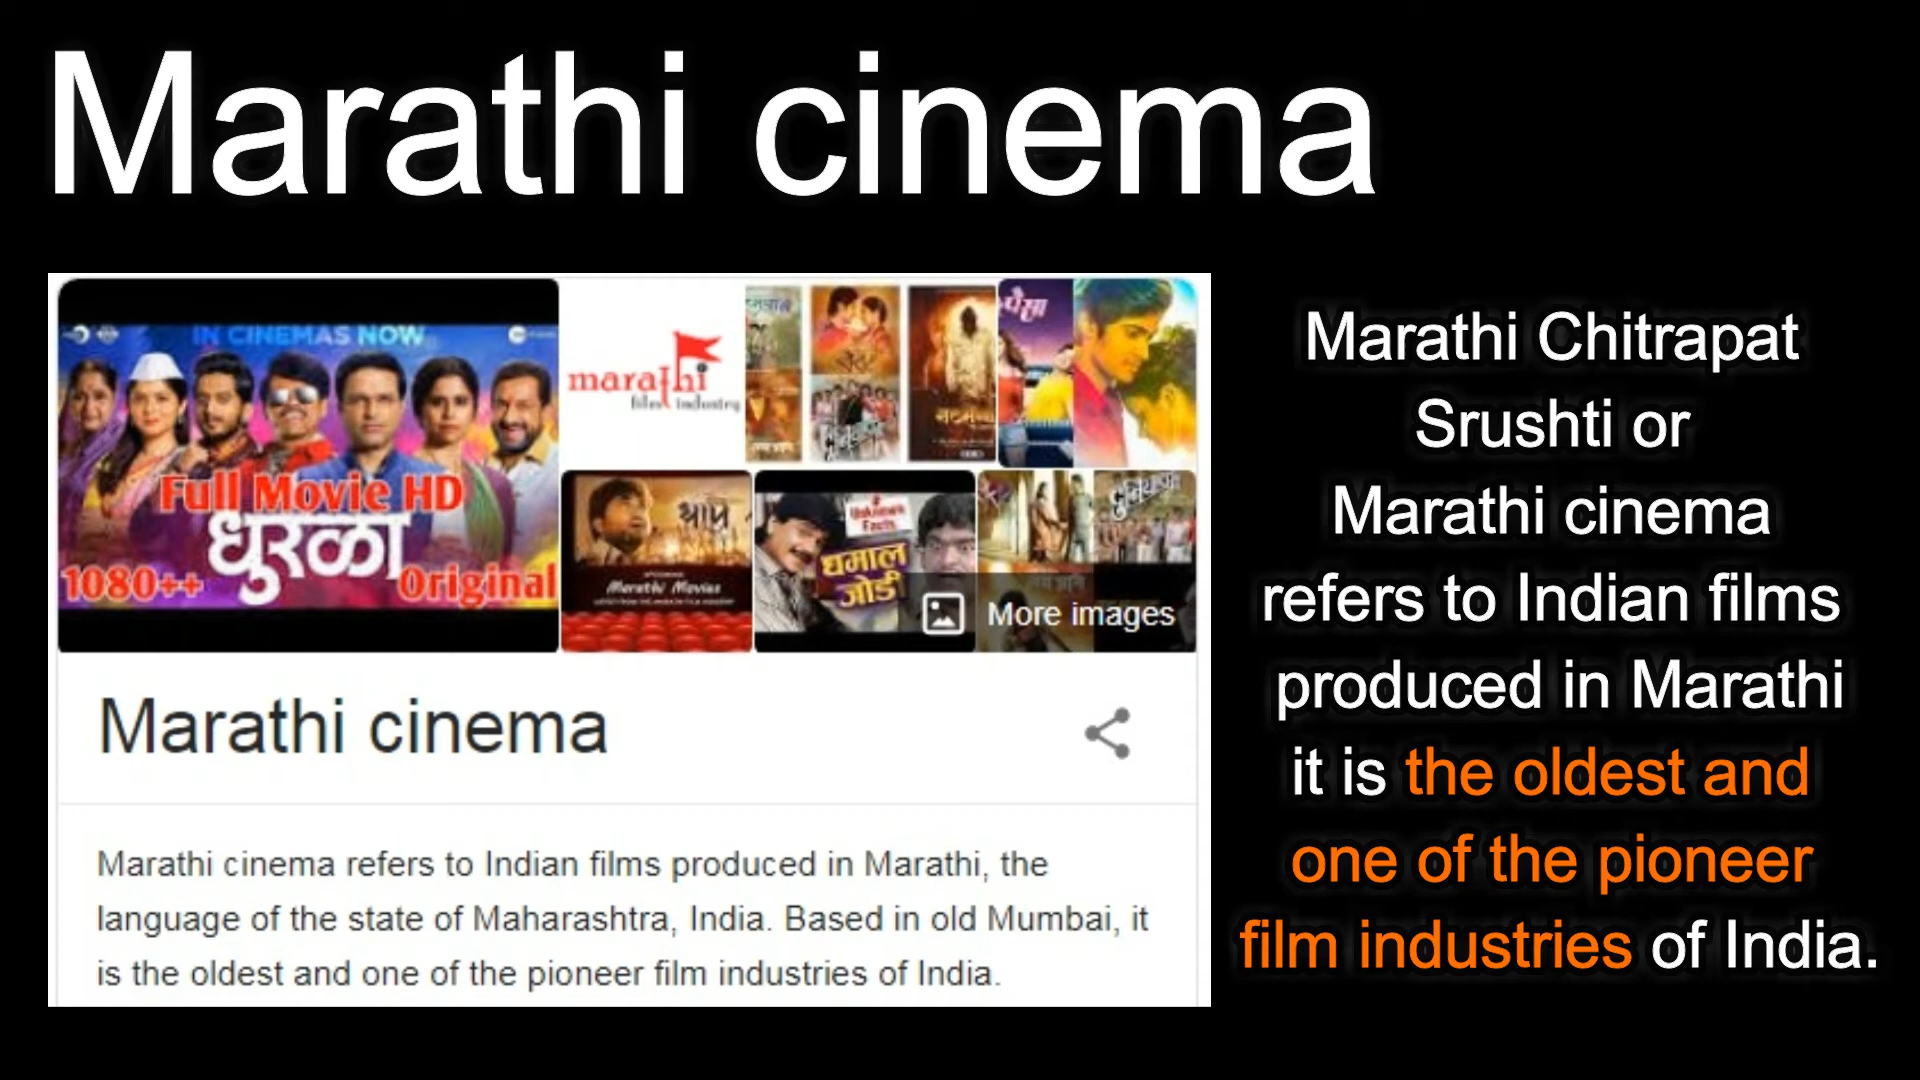 Marathi cinema
IN CINEMAS NOW
Full Movie HD
धुरळा
1080++ Original
marathi
film industry
पैसा
Marathi Movies
Unknown
Facts
धमाल
जोडी
More images
Marathi cinema
Marathi cinema refers to Indian films produced in Marathi, the
language of the state of Maharashtra, India. Based in old Mumbai, it
is the oldest and one of the pioneer film industries of India.
Marathi Chitrapat
Srushti or
Marathi cinema
refers to Indian films
produced in Marathi
it is the oldest and
one of the pioneer
film industries of India.